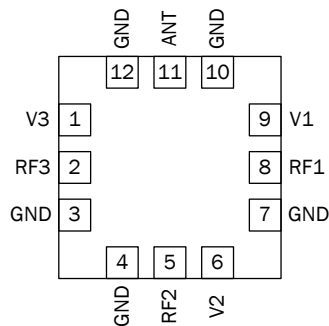 GND ANT GND
12 11 10
V3 1 9 V1
RF3 2 8 RF1
GND 3 7 GND
4 5 6
GND RF2 V2